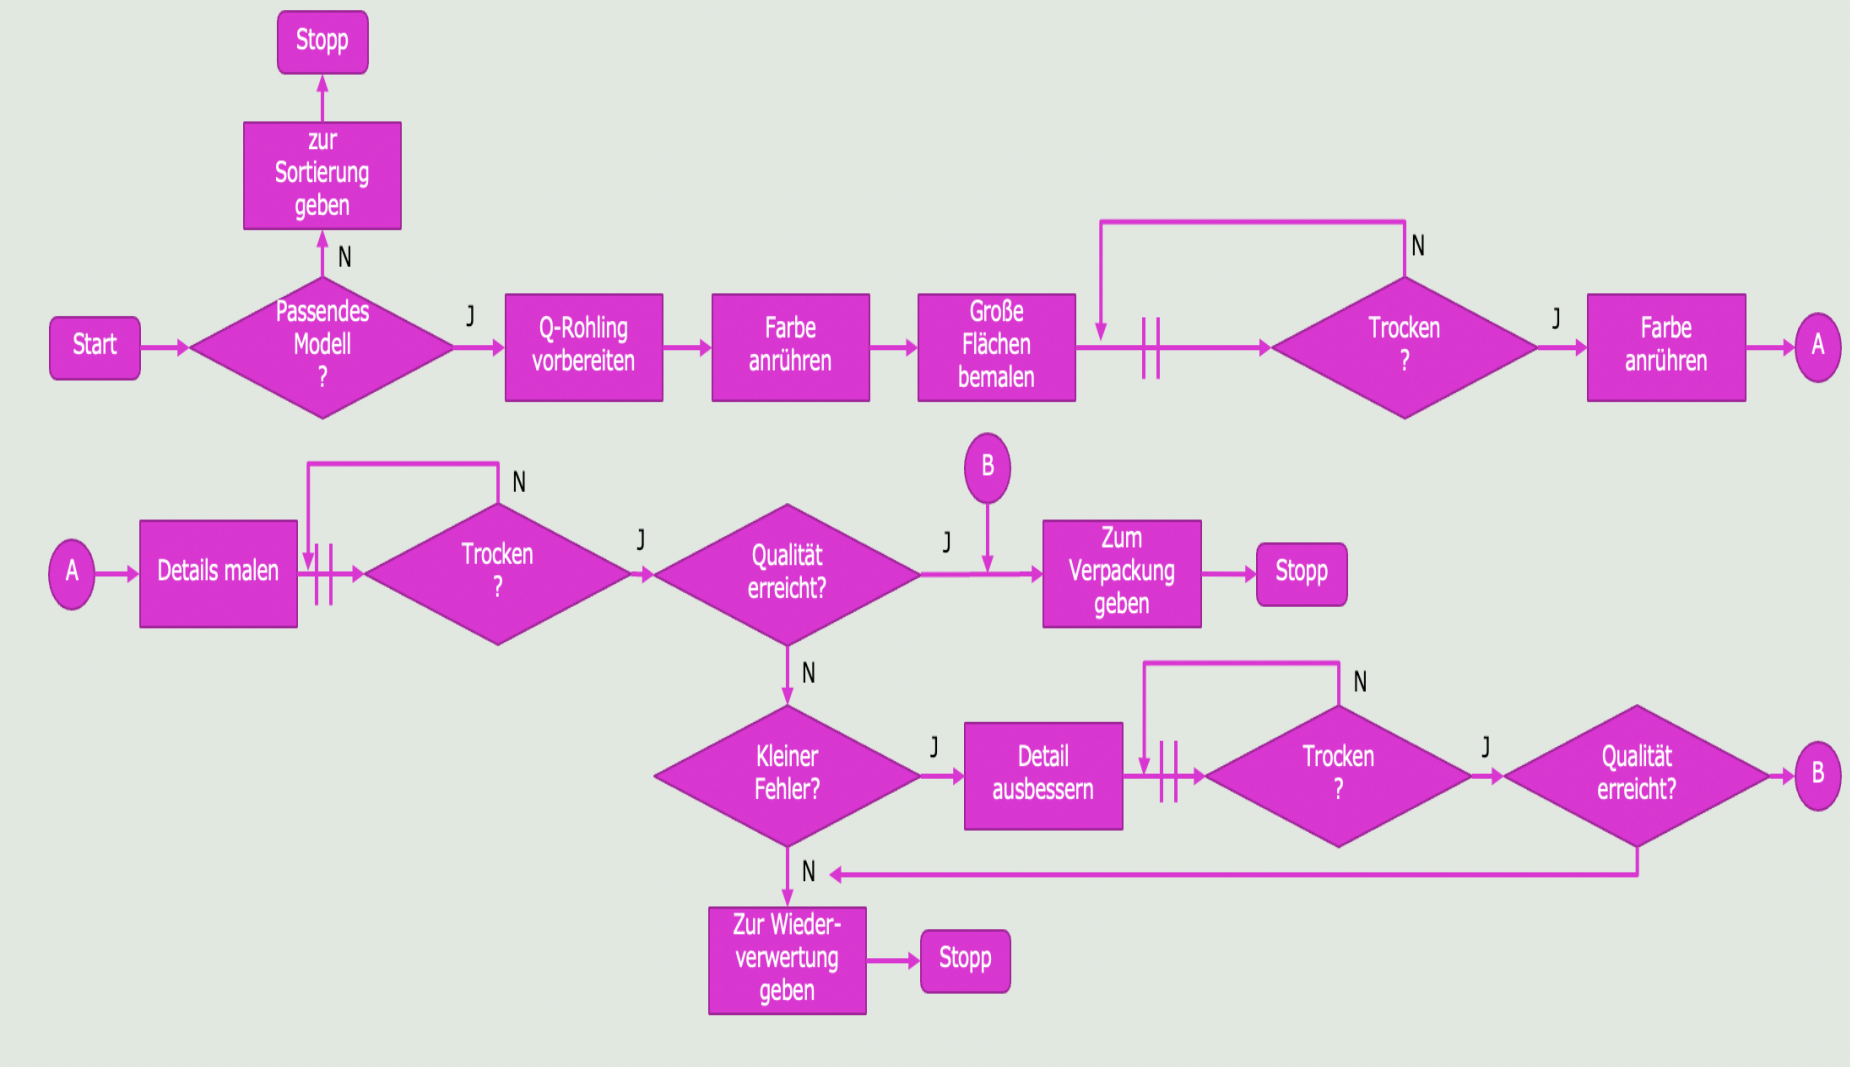 Stopp
zur
Sortierung
geben
N
Start
Passendes
Modell
?
J
Q-Rohling
vorbereiten
Farbe
anrühren
Große
Flächen
bemalen
N
Trocken
?
J
Farbe
anrühren
A
A
Details malen
N
Trocken
?
J
Qualität
erreicht?
J
B
Zum
Verpackung
geben
Stopp
N
Kleiner
Fehler?
J
Detail
ausbessern
N
Trocken
?
J
Qualität
erreicht?
B
N
Zur Wieder-
verwertung
geben
Stopp